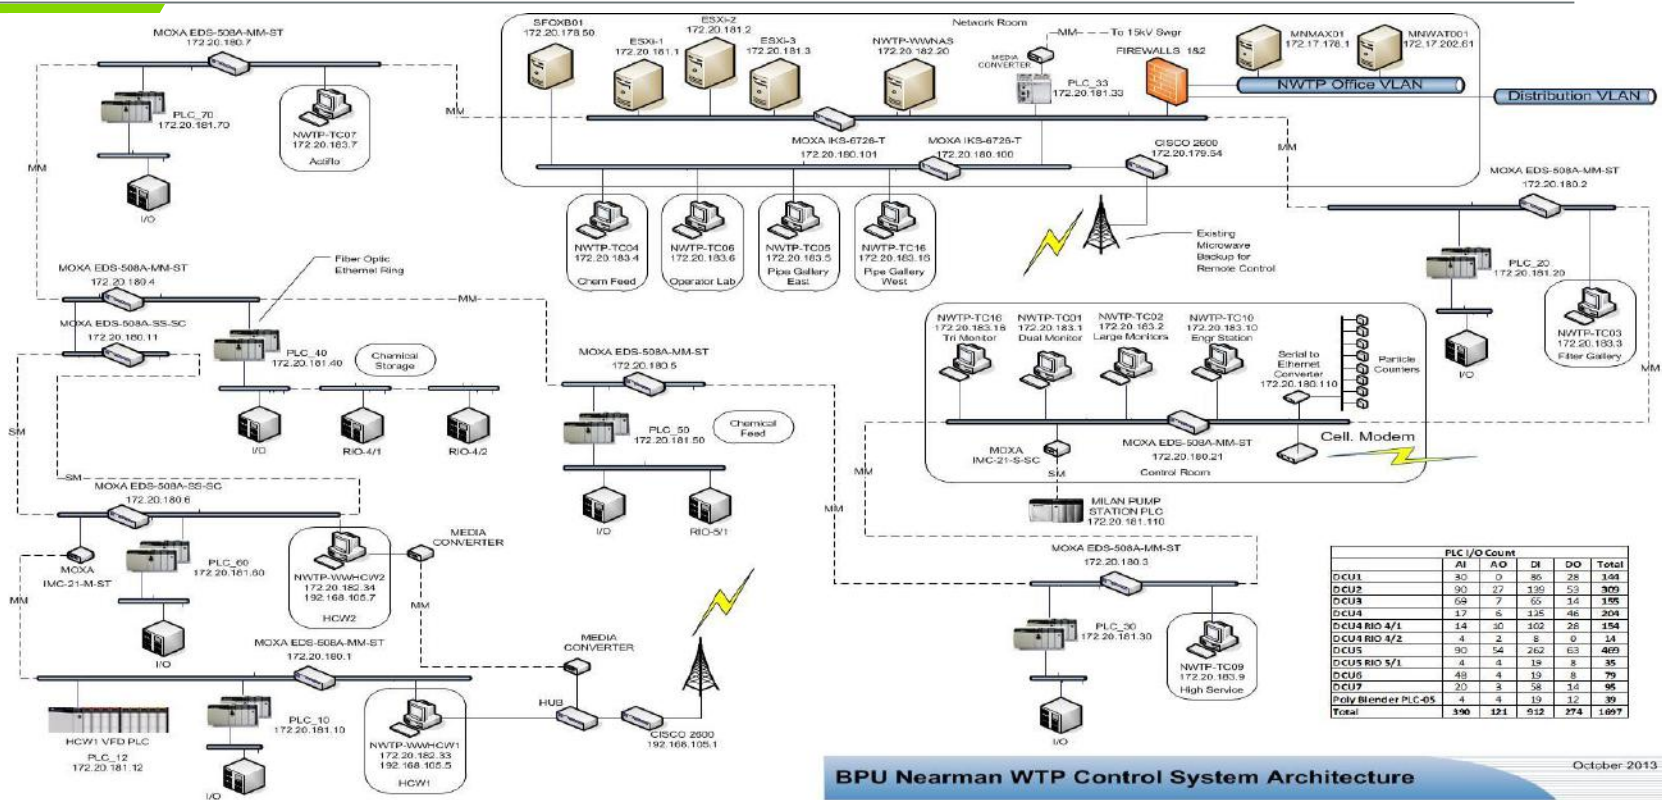 MOXA EDS-508A-MM-ST
172.20.180.7
PLC_70
172.20.181.70
NWTP-TC07
172.20.183.7
Actiflo
I/O
MM
MM
SFOXB01
172.20.178.50
ESXi-1
172.20.181.1
ESXi-2
172.20.181.2
ESXi-3
172.20.181.3
NWTP-WWNAS
172.20.182.20
Network Room
MM
To 15kV Swgr
MEDIA
CONVERTER
PLC_33
172.20.181.33
FIREWALLS 1&2
MNMAX01
172.17.178.1
MNWAT001
172.17.202.61
NWTP Office VLAN
Distribution VLAN
MOXA IKS-6726-T
172.20.180.101
MOXA IKS-6726-T
172.20.180.100
CISCO 2600
172.20.179.54
MM
NWTP-TC04
172.20.183.4
Chem Feed
NWTP-TC06
172.20.183.6
Operator Lab
NWTP-TC05
172.20.183.5
Pipe Gallery
East
NWTP-TC16
172.20.183.16
Pipe Gallery
West
Existing
Microwave
Backup for
Remote Control
MOXA EDS-508A-MM-ST
172.20.180.2
PLC_20
172.20.181.20
NWTP-TC03
172.20.183.3
Filter Gallery
I/O
MM
MOXA EDS-508A-MM-ST
172.20.180.4
Fiber Optic
Ethernet Ring
MM
MOXA EDS-508A-SS-SC
172.20.180.11
PLC_40
172.20.181.40
Chemical
Storage
I/O
RIO-4/1
RIO-4/2
SM
SM
MOXA EDS-508A-MM-ST
172.20.180.5
PLC_50
172.20.181.50
Chemical
Feed
I/O
RIO-5/1
MM
NWTP-TC16
172.20.183.16
Tri Monitor
NWTP-TC01
172.20.183.1
Dual Monitor
NWTP-TC02
172.20.183.2
Large Monitors
NWTP-TC10
172.20.183.10
Engr Station
Serial to
Ethernet
Converter
172.20.180.110
Particle
Counters
MOXA
IMC-21-S-SC
MOXA EDS-508A-MM-ST
172.20.180.21
Control Room
Cell. Modem
SM
MM
MILAN PUMP
STATION PLC
172.20.181.110
MOXA EDS-508A-SS-SC
172.20.180.6
MOXA
IMC-21-M-ST
PLC_60
172.20.181.60
I/O
NWTP-WWHCW2
172.20.182.34
192.168.105.7
HCW2
MEDIA
CONVERTER
MM
MM
MOXA EDS-508A-MM-ST
172.20.180.1
HCW1 VFD PLC
PLC_12
172.20.181.12
PLC_10
172.20.181.10
I/O
NWTP-WWHCW1
172.20.182.33
192.168.105.5
HCW1
MEDIA
CONVERTER
HUB
CISCO 2600
192.168.105.1
MOXA EDS-508A-MM-ST
172.20.180.3
PLC_30
172.20.181.30
NWTP-TC09
172.20.183.9
High Service
I/O
PLC I/O Count
AI AO DI DO Total
DCU1 30 0 86 28 144
DCU2 90 27 139 53 309
DCU3 69 7 65 14 155
DCU4 17 6 135 46 204
DCU4 RIO 4/1 14 10 102 28 154
DCU4 RIO 4/2 4 2 8 0 14
DCU5 90 54 262 63 469
DCU5 RIO 5/1 4 4 19 8 35
DCU6 48 4 19 8 79
DCU7 20 3 58 14 95
Poly Blender PLC-05 4 4 19 12 39
Total 390 121 912 274 1697
BPU Nearman WTP Control System Architecture
October 2013